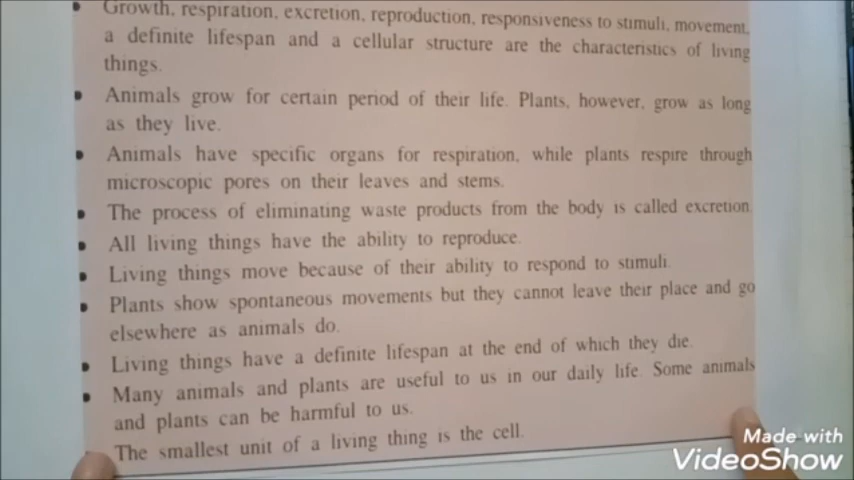 • Growth, respiration, excretion, reproduction, responsiveness to stimuli, movement,
a definite lifespan and a cellular structure are the characteristics of living
things.
• Animals grow for certain period of their life. Plants, however, grow as long
as they live.
• Animals have specific organs for respiration, while plants respire through
microscopic pores on their leaves and stems.
• The process of eliminating waste products from the body is called excretion.
• All living things have the ability to reproduce.
• Living things move because of their ability to respond to stimuli.
• Plants show spontaneous movements but they cannot leave their place and go
elsewhere as animals do.
• Living things have a definite lifespan at the end of which they die.
• Many animals and plants are useful to us in our daily life. Some animals
and plants can be harmful to us.
The smallest unit of a living thing is the cell.
Made with
VideoShow